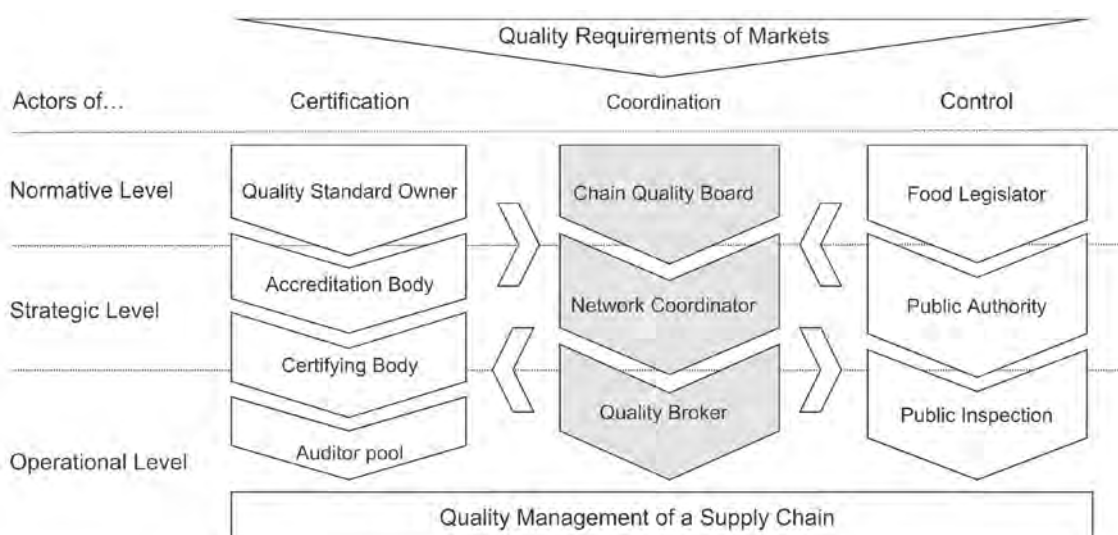 Quality Requirements of Markets
Actors of…
Certification
Coordination
Control
Normative Level
Quality Standard Owner
Chain Quality Board
Food Legislator
Accreditation Body
Strategic Level
Network Coordinator
Public Authority
Certifying Body
Quality Broker
Public Inspection
Operational Level
Auditor pool
Quality Management of a Supply Chain